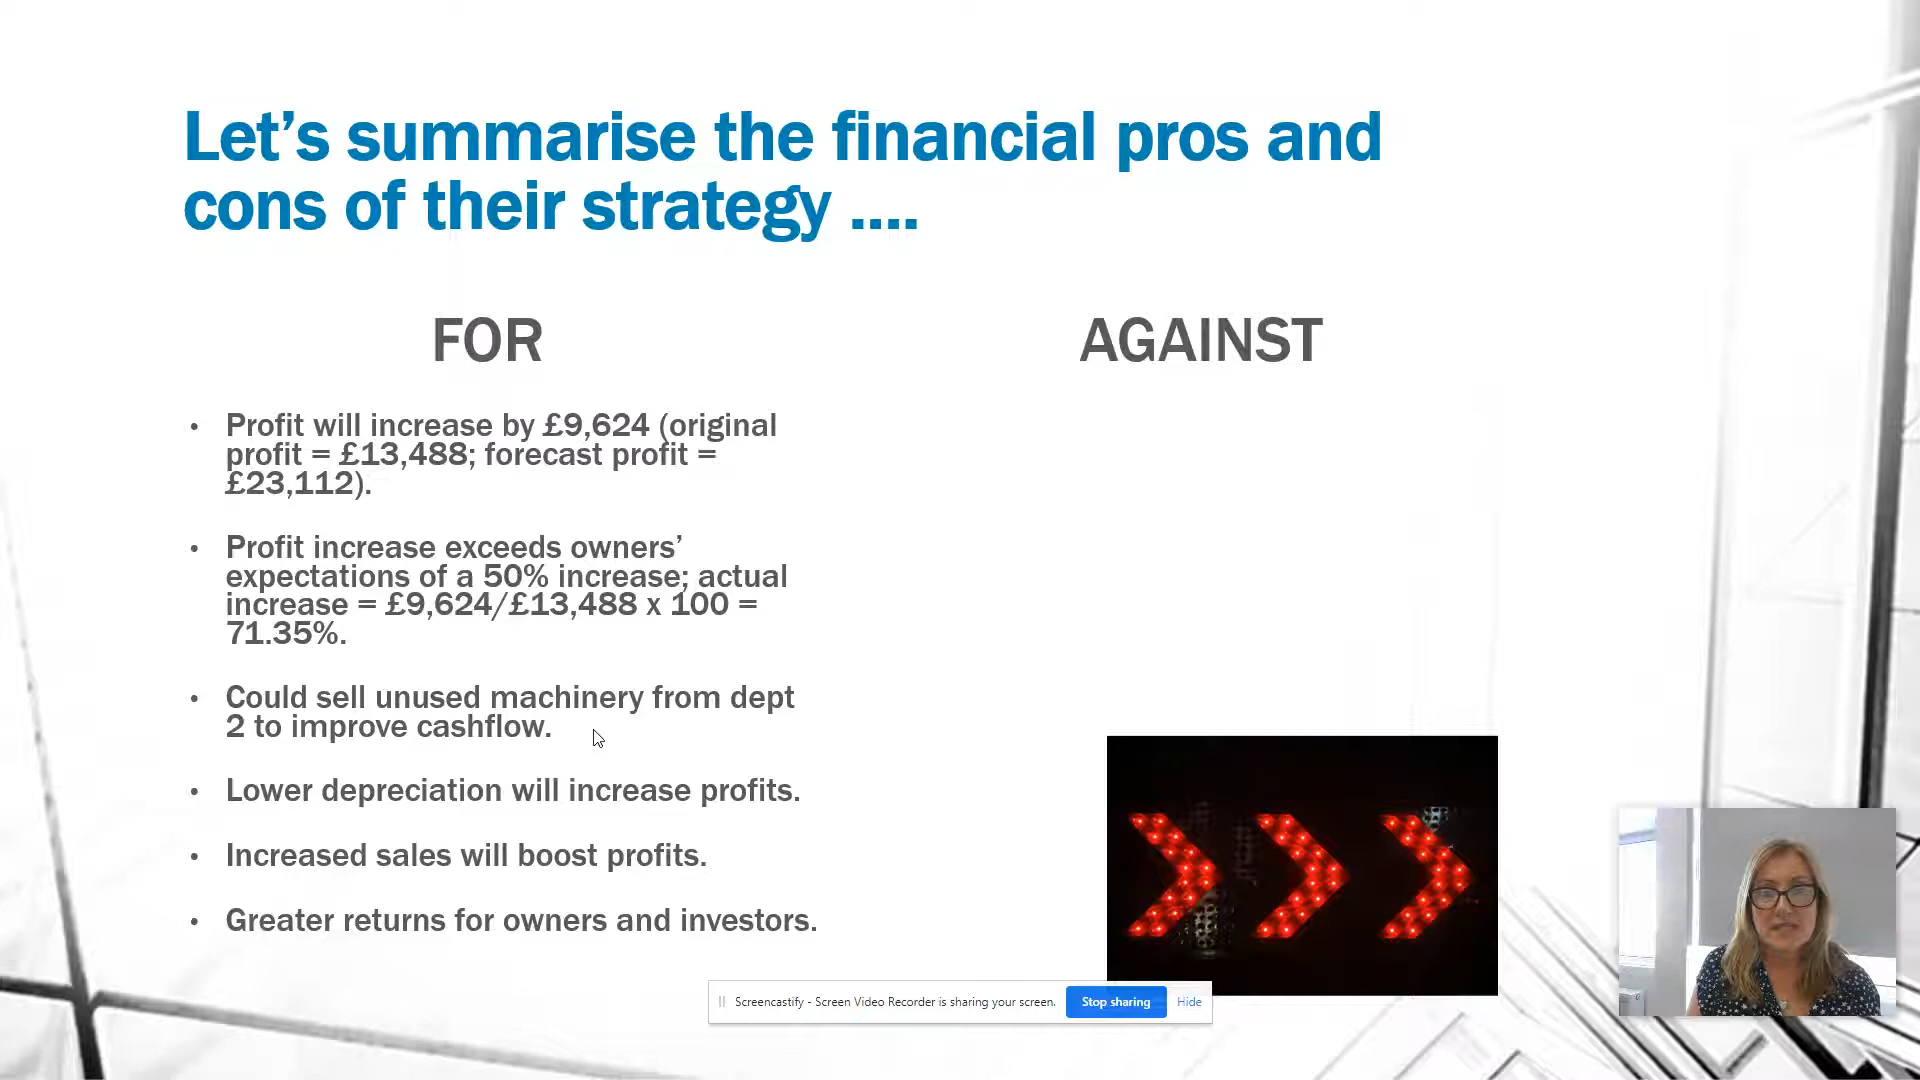 Let’s summarise the financial pros and
cons of their strategy ....
FOR
• Profit will increase by £9,624 (original
profit = £13,488; forecast profit =
£23,112).
• Profit increase exceeds owners’
expectations of a 50% increase; actual
increase = £9,624/£13,488 x 100 =
71.35%.
• Could sell unused machinery from dept
2 to improve cashflow.
• Lower depreciation will increase profits.
• Increased sales will boost profits.
• Greater returns for owners and investors.
AGAINST
Screencastify - Screen Video Recorder is sharing your screen.
Stop sharing
Hide